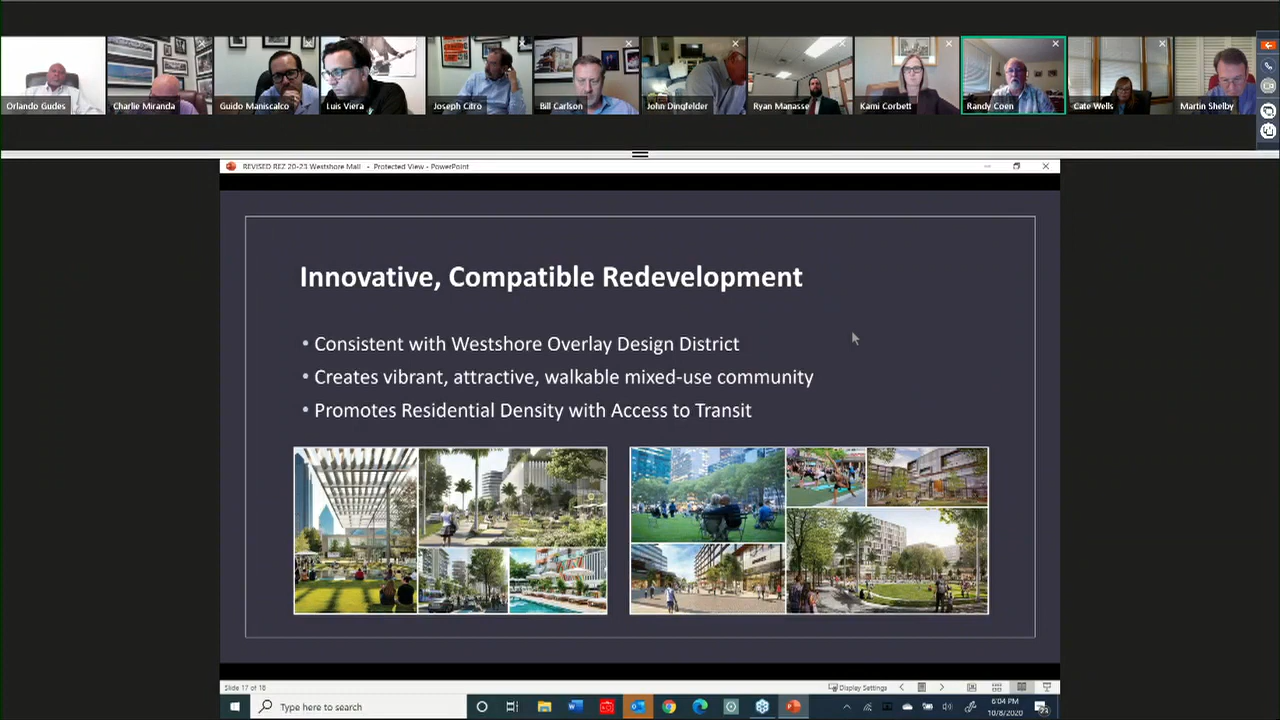 Orlando Gudes
Charlie Miranda
Guido Maniscalco
Luis Viera
Joseph Citro
Bill Carlson
John Dingfelder
Ryan Manasse
Kami Corbett
Randy Coen
Cate Wells
Martin Shelby
REVISED REZ 20-23 Westshore Mall - Protected View - PowerPoint
Innovative, Compatible Redevelopment
• Consistent with Westshore Overlay Design District
• Creates vibrant, attractive, walkable mixed-use community
• Promotes Residential Density with Access to Transit
Slide 17 of 18
Display Settings
Type here to search
6:04 PM
10/8/2020